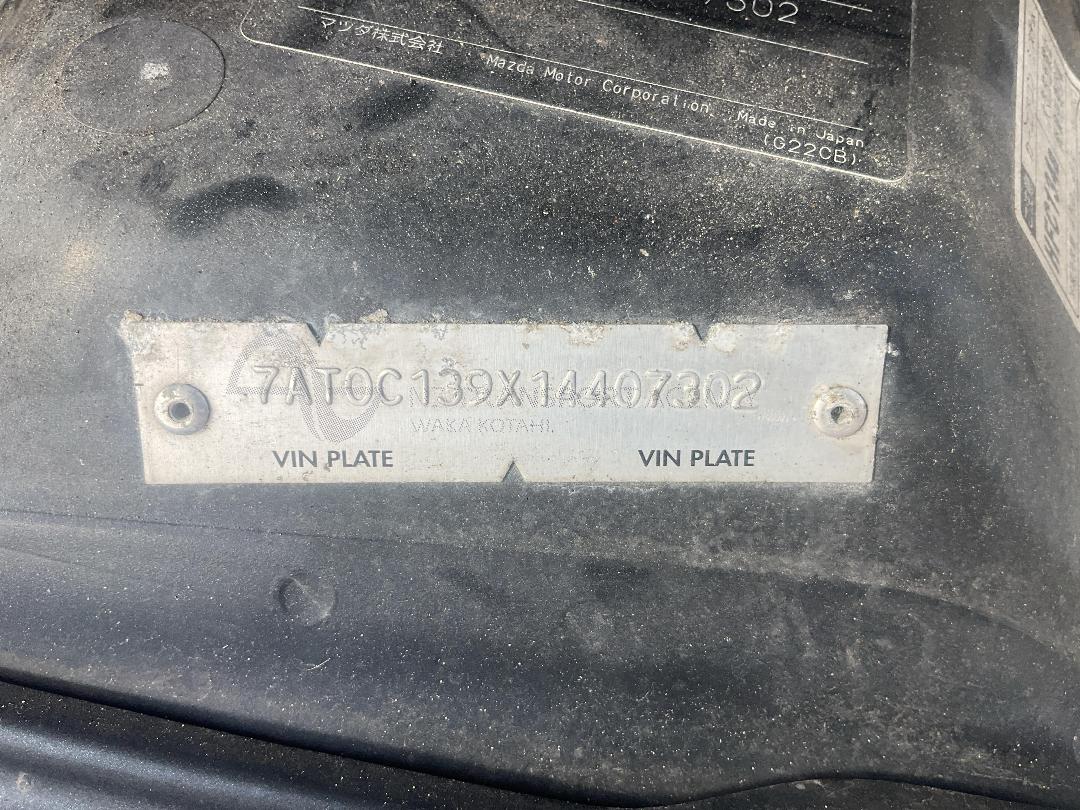 7302
マツダ株式会社
Mazda Motor Corporation Made in Japan
(G22CB)
7AT0C139X14407302
WAKA KOTAHI
VIN PLATE VIN PLATE